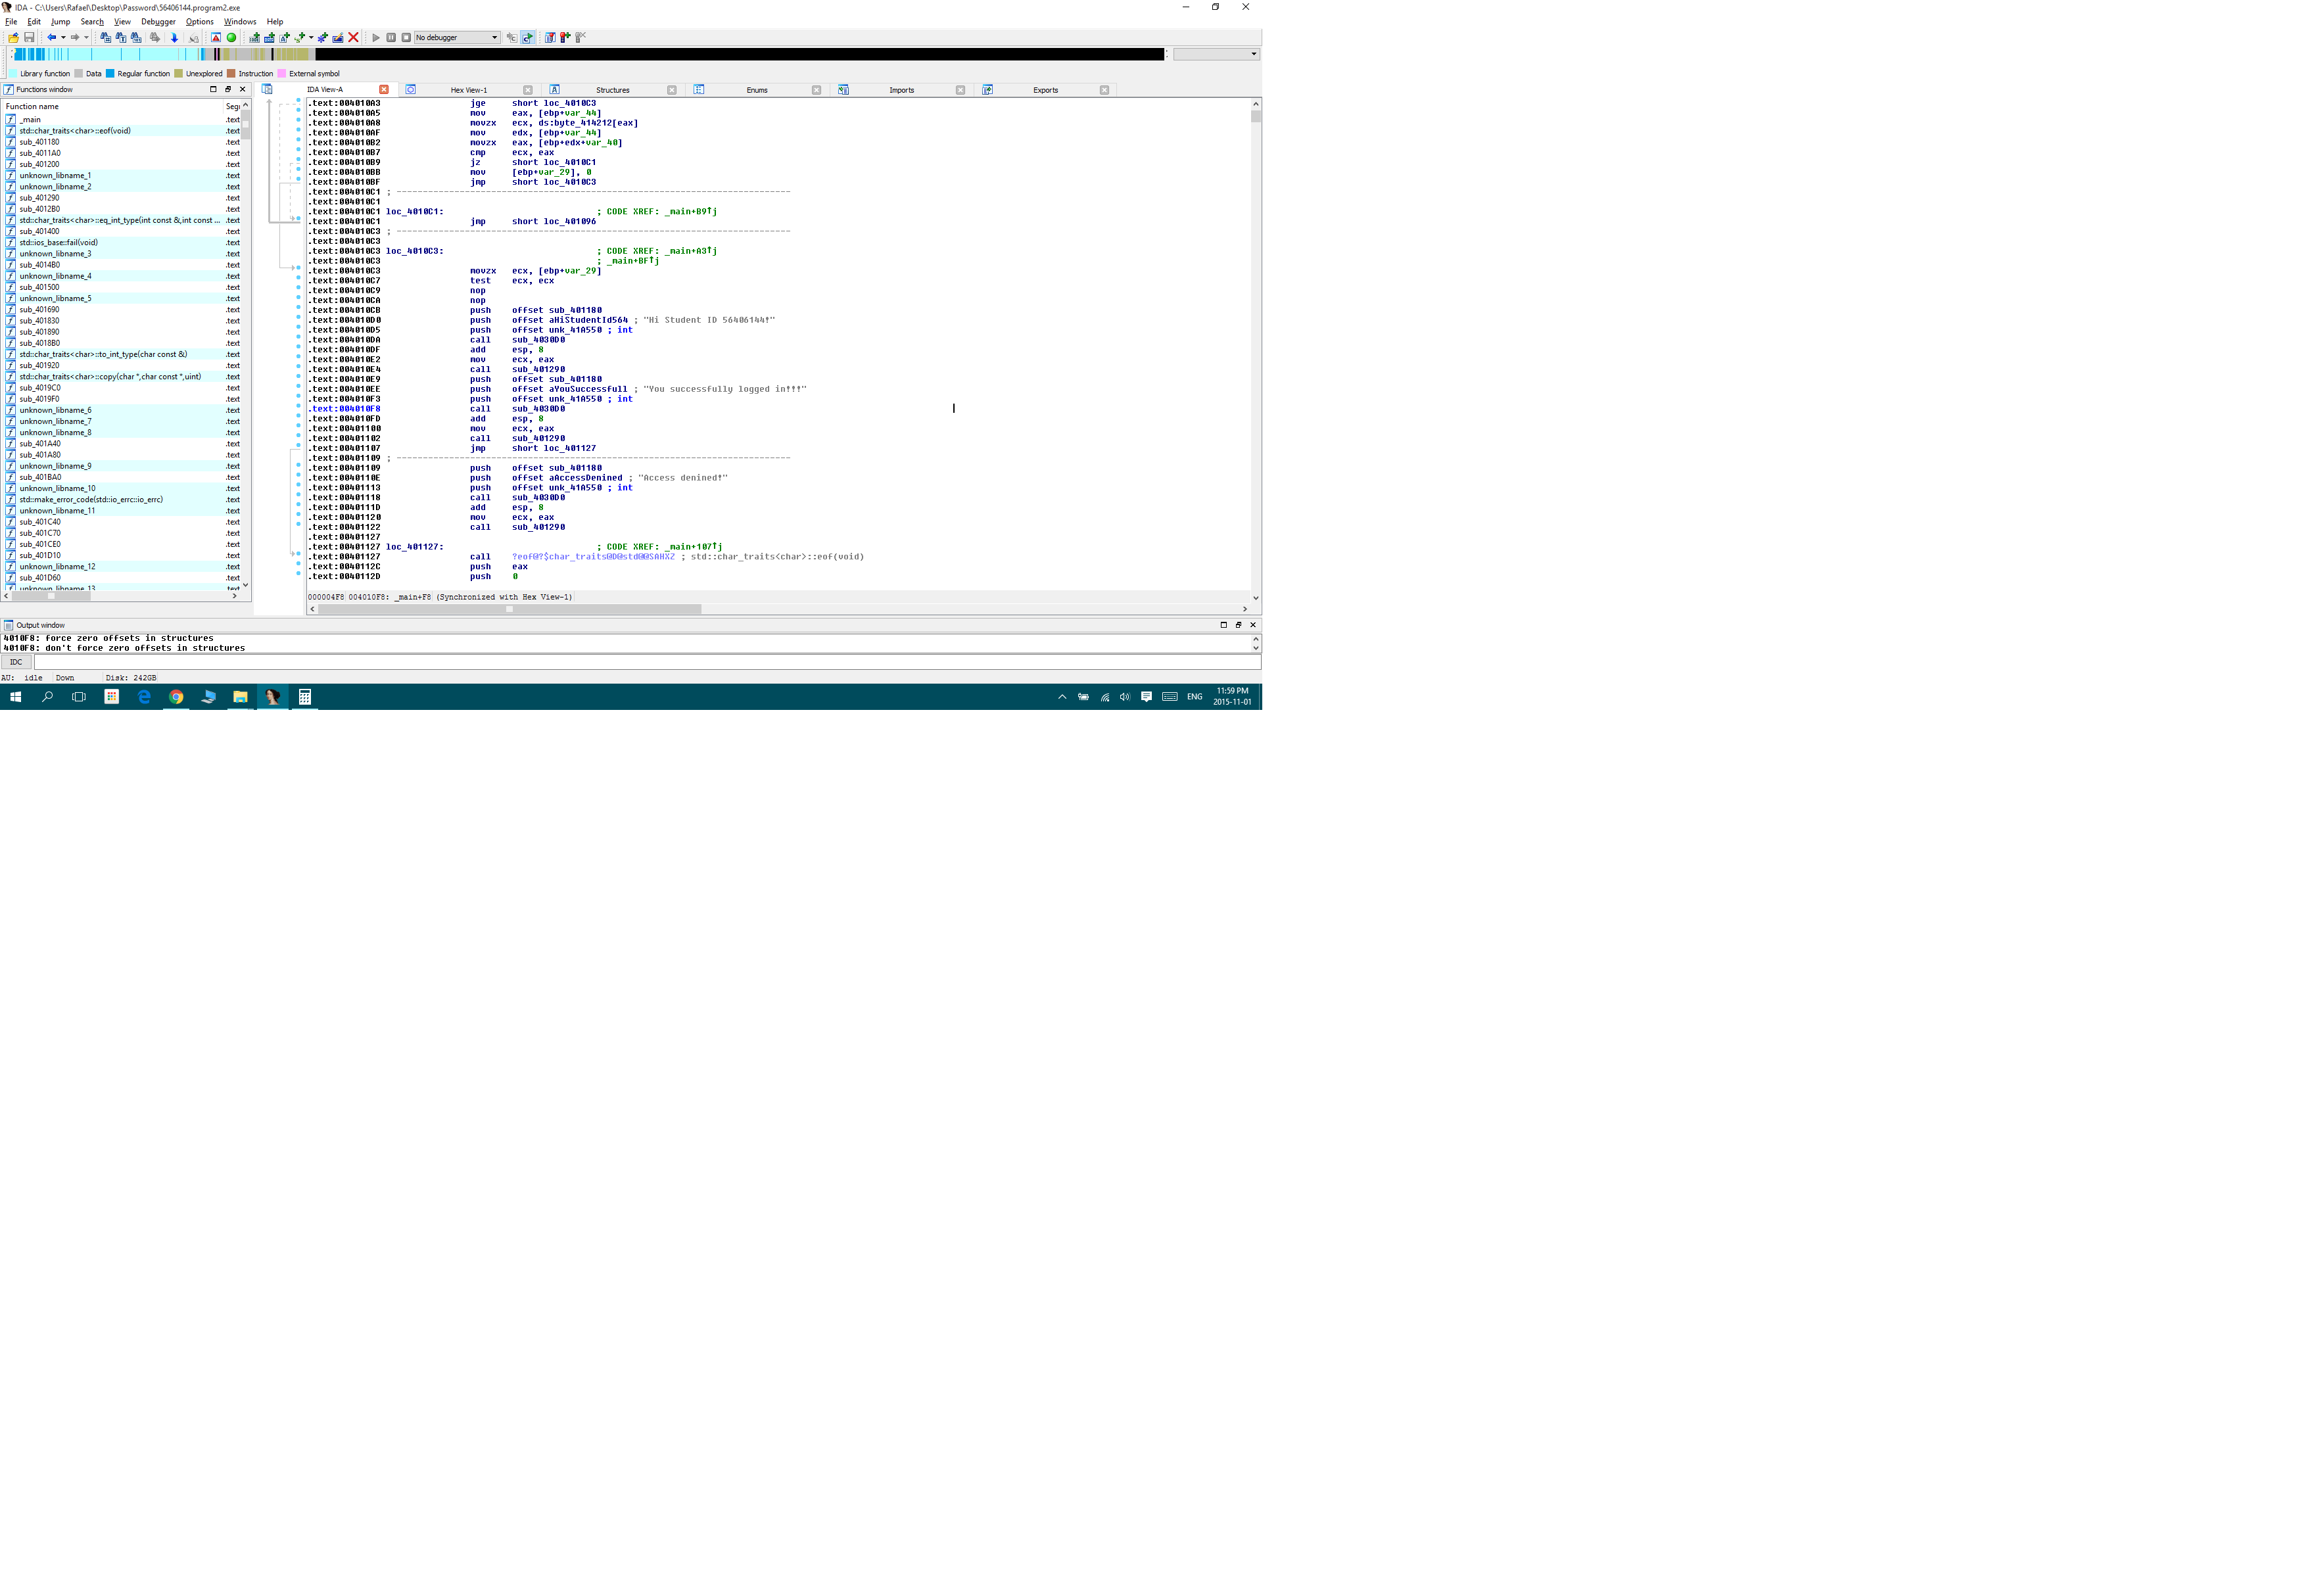 IDA - C:\Users\Rafael\Desktop\Password\56406144.program2.exe
File Edit Jump Search View Debugger Options Windows Help
No debugger
Library function Data Regular function Unexplored Instruction External symbol
Functions window
Function name Segr
_main .text
std::char_traits<char>::eof(void) .text
sub_401180 .text
sub_4011A0 .text
sub_401200 .text
unknown_libname_1 .text
unknown_libname_2 .text
sub_401290 .text
sub_4012B0 .text
std::char_traits<char>::eq_int_type(int const &,int const ... .text
sub_401400 .text
std::ios_base::fail(void) .text
unknown_libname_3 .text
sub_4014B0 .text
unknown_libname_4 .text
sub_401500 .text
unknown_libname_5 .text
sub_401690 .text
sub_401830 .text
sub_401890 .text
sub_4018B0 .text
std::char_traits<char>::to_int_type(char const &) .text
sub_401920 .text
std::char_traits<char>::copy(char *,char const *,uint) .text
sub_4019C0 .text
sub_4019F0 .text
unknown_libname_6 .text
unknown_libname_7 .text
unknown_libname_8 .text
sub_401A40 .text
sub_401A80 .text
unknown_libname_9 .text
sub_401BA0 .text
unknown_libname_10 .text
std::make_error_code(std::io_errc::io_errc) .text
unknown_libname_11 .text
sub_401C40 .text
sub_401C70 .text
sub_401CE0 .text
sub_401D10 .text
unknown_libname_12 .text
sub_401D60 .text
unknown_libname_13 .text
IDA View-A Hex View-1 Structures Enums Imports Exports
.text:004010A3 jge short loc_4010C3
.text:004010A5 mov eax, [ebp+var_44]
.text:004010A8 movzx ecx, ds:byte_414212[eax]
.text:004010AF mov edx, [ebp+var_44]
.text:004010B2 movzx eax, [ebp+edx+var_40]
.text:004010B7 cmp ecx, eax
.text:004010B9 jz short loc_4010C1
.text:004010BB mov [ebp+var_29], 0
.text:004010BF jmp short loc_4010C3
.text:004010C1 ; ---------------------------------------------------------------------------
.text:004010C1
.text:004010C1 loc_4010C1: ; CODE XREF: _main+B9↑j
.text:004010C1 jmp short loc_401096
.text:004010C3 ; ---------------------------------------------------------------------------
.text:004010C3
.text:004010C3 loc_4010C3: ; CODE XREF: _main+A3↑j
.text:004010C3 ; _main+BF↑j
.text:004010C3 movzx ecx, [ebp+var_29]
.text:004010C7 test ecx, ecx
.text:004010C9 nop
.text:004010CA nop
.text:004010CB push offset sub_401180
.text:004010D0 push offset aHiStudentId564 ; "Hi Student ID 56406144!"
.text:004010D5 push offset unk_41A550 ; int
.text:004010DA call sub_4030D0
.text:004010DF add esp, 8
.text:004010E2 mov ecx, eax
.text:004010E4 call sub_401290
.text:004010E9 push offset sub_401180
.text:004010EE push offset aYouSuccessfull ; "You successfully logged in!!!"
.text:004010F3 push offset unk_41A550 ; int
.text:004010F8 call sub_4030D0
.text:004010FD add esp, 8
.text:00401100 mov ecx, eax
.text:00401102 call sub_401290
.text:00401107 jmp short loc_401127
.text:00401109 ; ---------------------------------------------------------------------------
.text:00401109 push offset sub_401180
.text:0040110E push offset aAccessDenined ; "Access denined!"
.text:00401113 push offset unk_41A550 ; int
.text:00401118 call sub_4030D0
.text:0040111D add esp, 8
.text:00401120 mov ecx, eax
.text:00401122 call sub_401290
.text:00401127
.text:00401127 loc_401127: ; CODE XREF: _main+107↑j
.text:00401127 call ?eof@?$char_traits@D@std@@SAHXZ ; std::char_traits<char>::eof(void)
.text:0040112C push eax
.text:0040112D push 0
000004F8 004010F8: _main+F8 (Synchronized with Hex View-1)
Output window
4010F8: force zero offsets in structures
4010F8: don't force zero offsets in structures
IDC
AU: idle Down Disk: 242GB
ENG
11:59 PM
2015-11-01